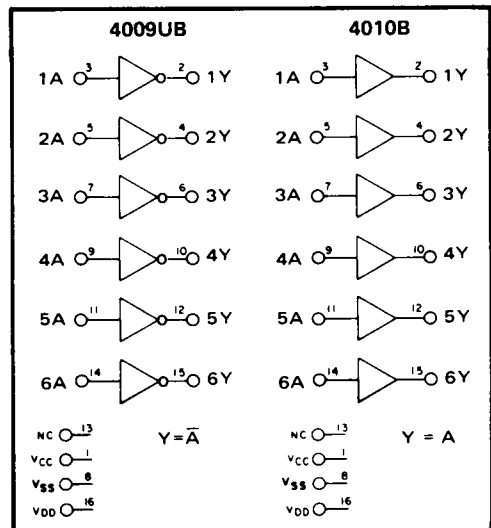 4009UB 4010B
1A 3 2 1Y 1A 3 2 1Y
2A 5 4 2Y 2A 5 4 2Y
3A 7 6 3Y 3A 7 6 3Y
4A 9 10 4Y 4A 9 10 4Y
5A 11 12 5Y 5A 11 12 5Y
6A 14 15 6Y 6A 14 15 6Y
NC 13 Y = A̅ NC 13 Y = A
VCC 1 VCC 1
VSS 8 VSS 8
VDD 16 VDD 16